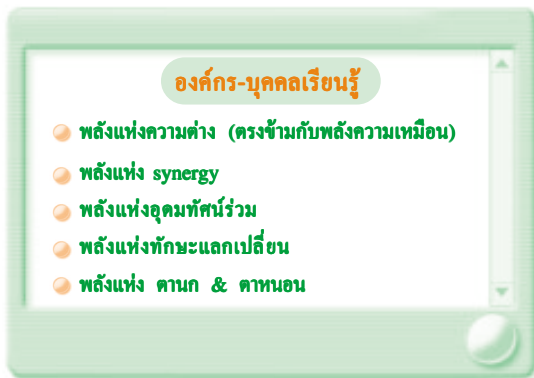 องค์กร-บุคคลเรียนรู้
พลังแห่งความต่าง (ตรงข้ามกับพลังความเหมือน)
พลังแห่ง synergy
พลังแห่งอุดมทัศน์ร่วม
พลังแห่งทักษะแลกเปลี่ยน
พลังแห่ง ตานก & ตาหนอน